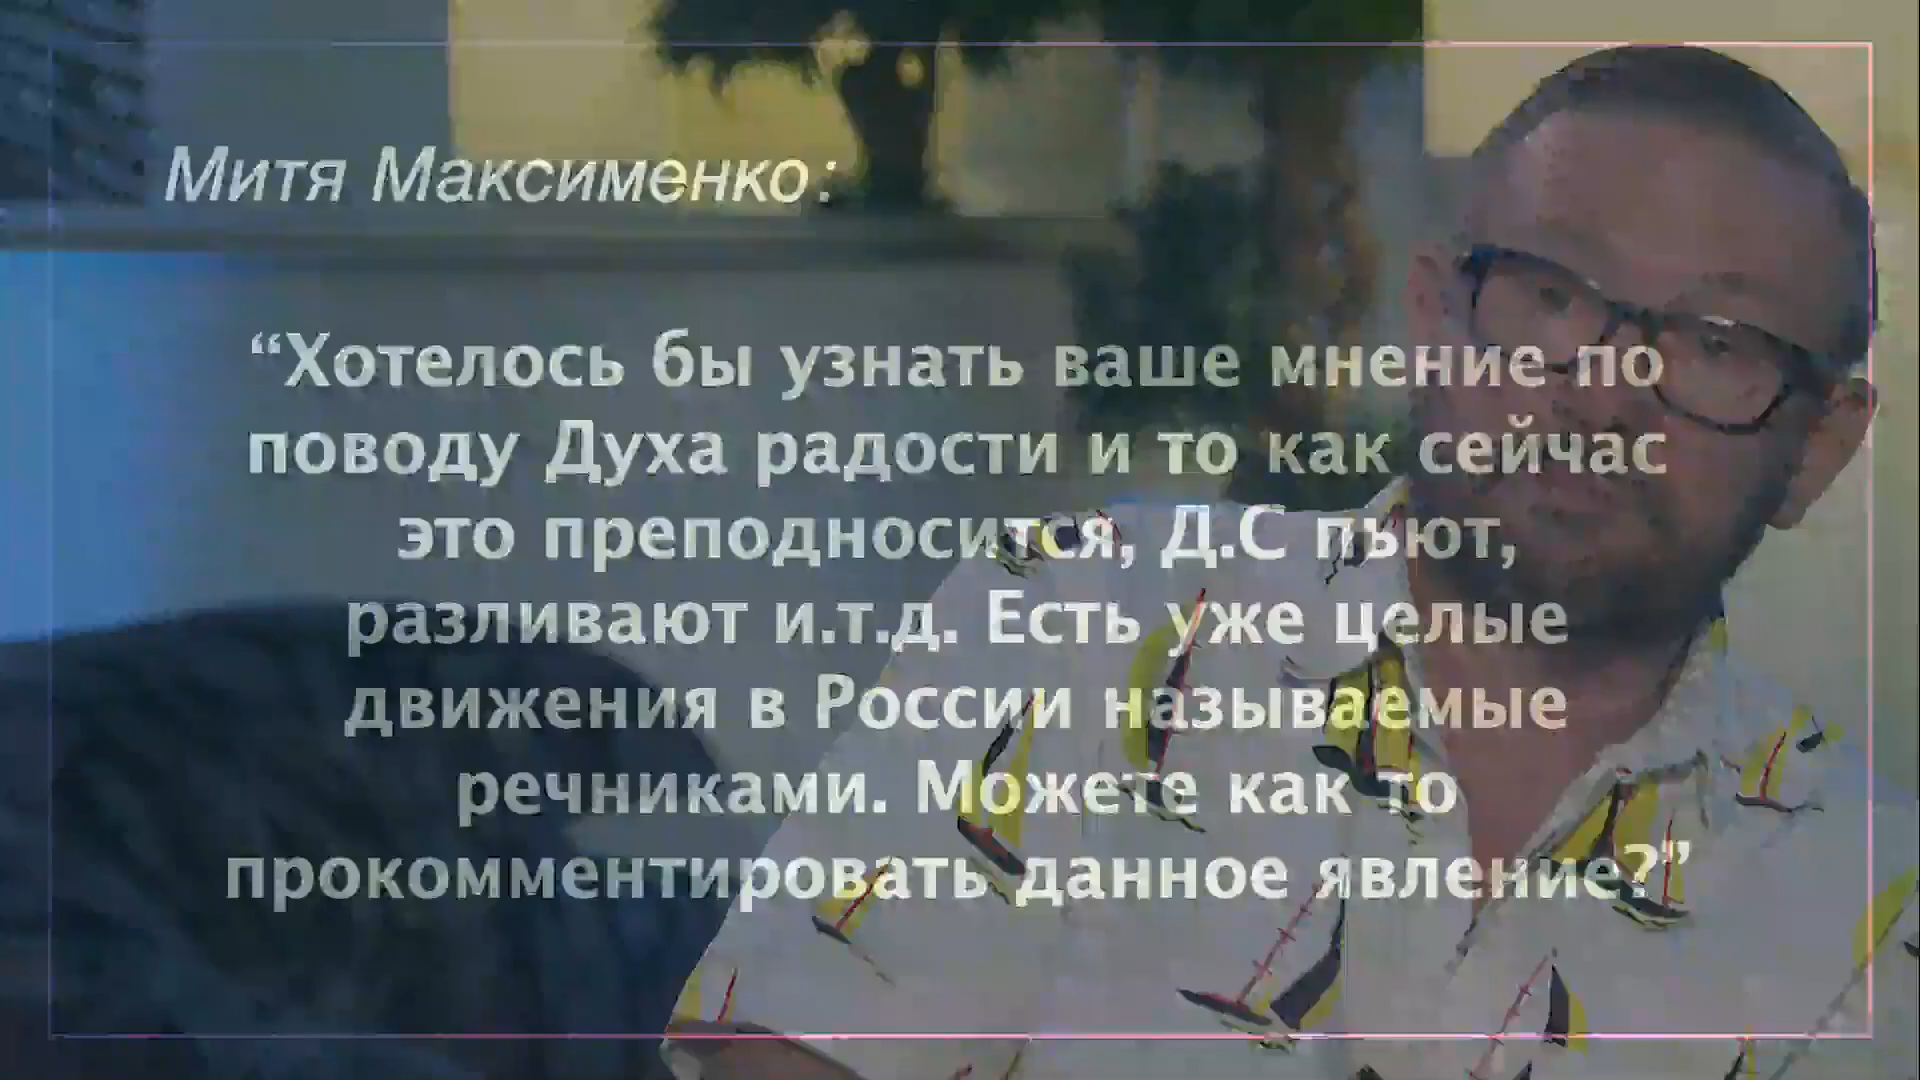 Митя Максименко:
“Хотелось бы узнать ваше мнение по
поводу Духа радости и то как сейчас
это преподносится, Д.С пъют,
разливают и.т.д. Есть уже целые
движения в России называемые
речниками. Можете как то
прокомментировать данное явление?”